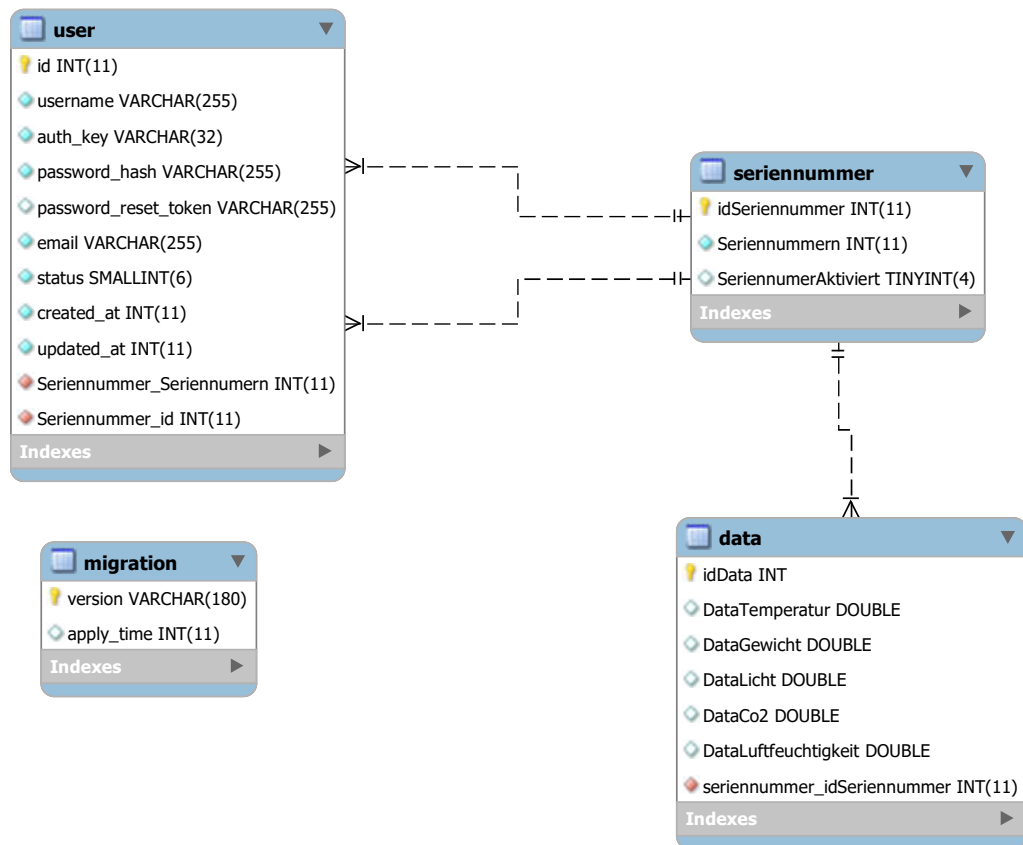 user
id INT(11)
username VARCHAR(255)
auth_key VARCHAR(32)
password_hash VARCHAR(255)
password_reset_token VARCHAR(255)
email VARCHAR(255)
status SMALLINT(6)
created_at INT(11)
updated_at INT(11)
Seriennummer_Seriennumern INT(11)
Seriennummer_id INT(11)
Indexes
seriennummer
idSeriennummer INT(11)
Seriennummern INT(11)
SeriennumerAktiviert TINYINT(4)
Indexes
migration
version VARCHAR(180)
apply_time INT(11)
Indexes
data
idData INT
DataTemperatur DOUBLE
DataGewicht DOUBLE
DataLicht DOUBLE
DataCo2 DOUBLE
DataLuftfeuchtigkeit DOUBLE
seriennummer_idSeriennummer INT(11)
Indexes